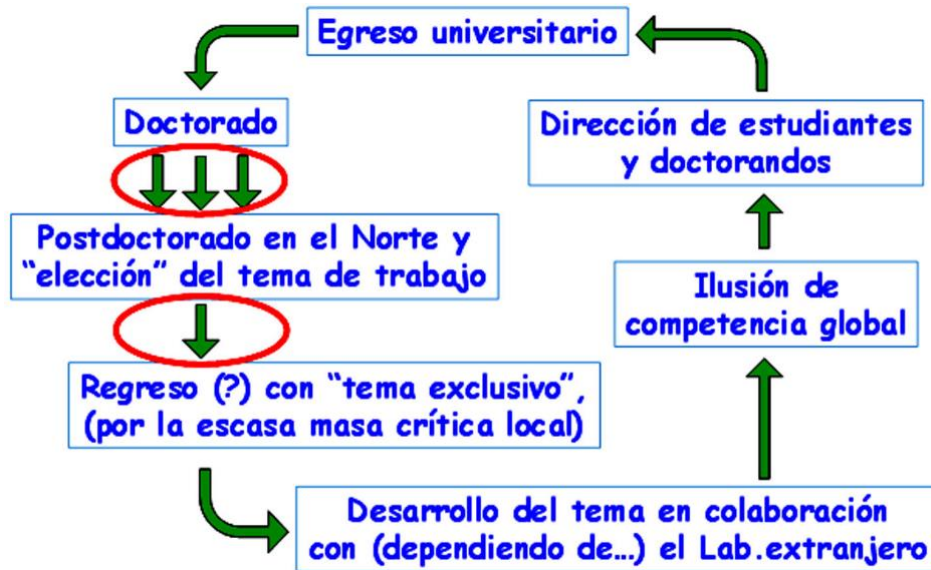 Egreso universitario
Doctorado
Postdoctorado en el Norte y
“elección” del tema de trabajo
Regreso (?) con “tema exclusivo”,
(por la escasa masa crítica local)
Desarrollo del tema en colaboración
con (dependiendo de...) el Lab.extranjero
Ilusión de
competencia global
Dirección de estudiantes
y doctorandos